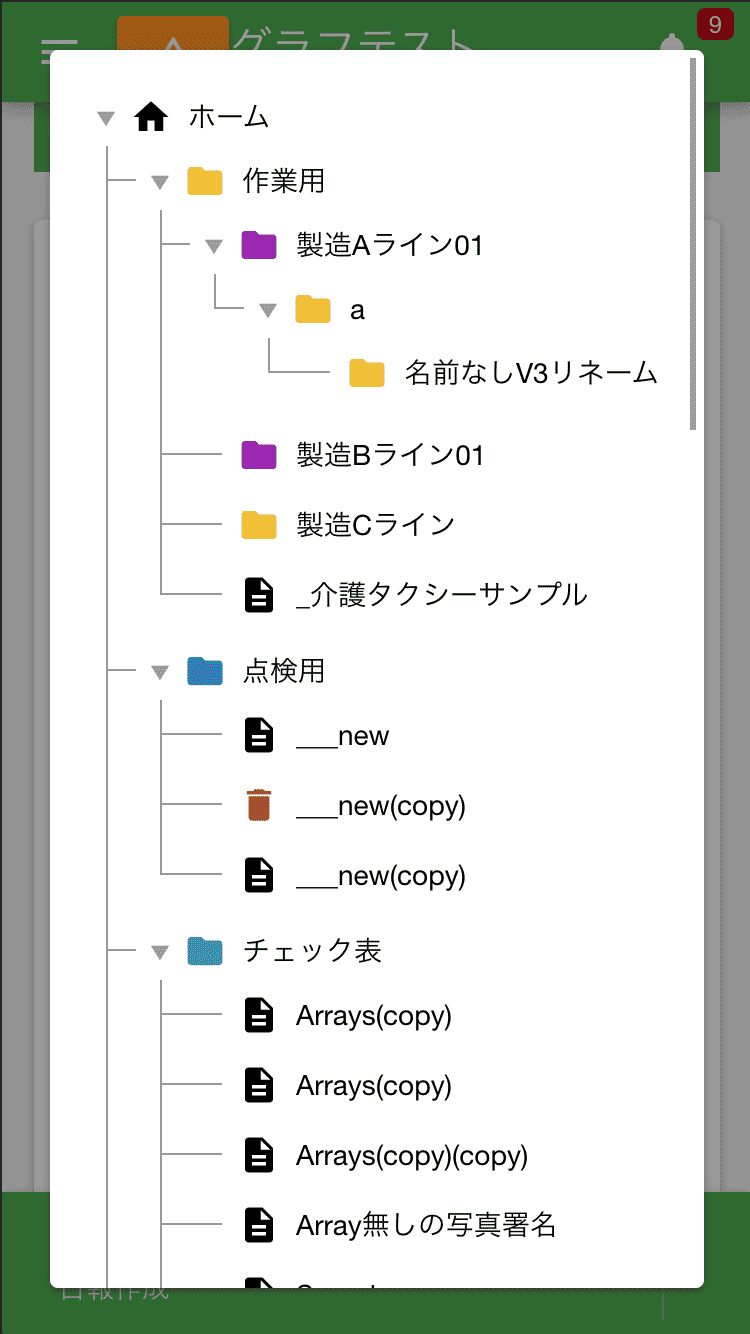 グラフテスト
9
ホーム
作業用
製造Aライン01
a
名前なしV3リネーム
製造Bライン01
製造Cライン
_介護タクシーサンプル
点検用
___new
___new(copy)
___new(copy)
チェック表
Arrays(copy)
Arrays(copy)
Arrays(copy)(copy)
Array無しの写真署名
日報作成